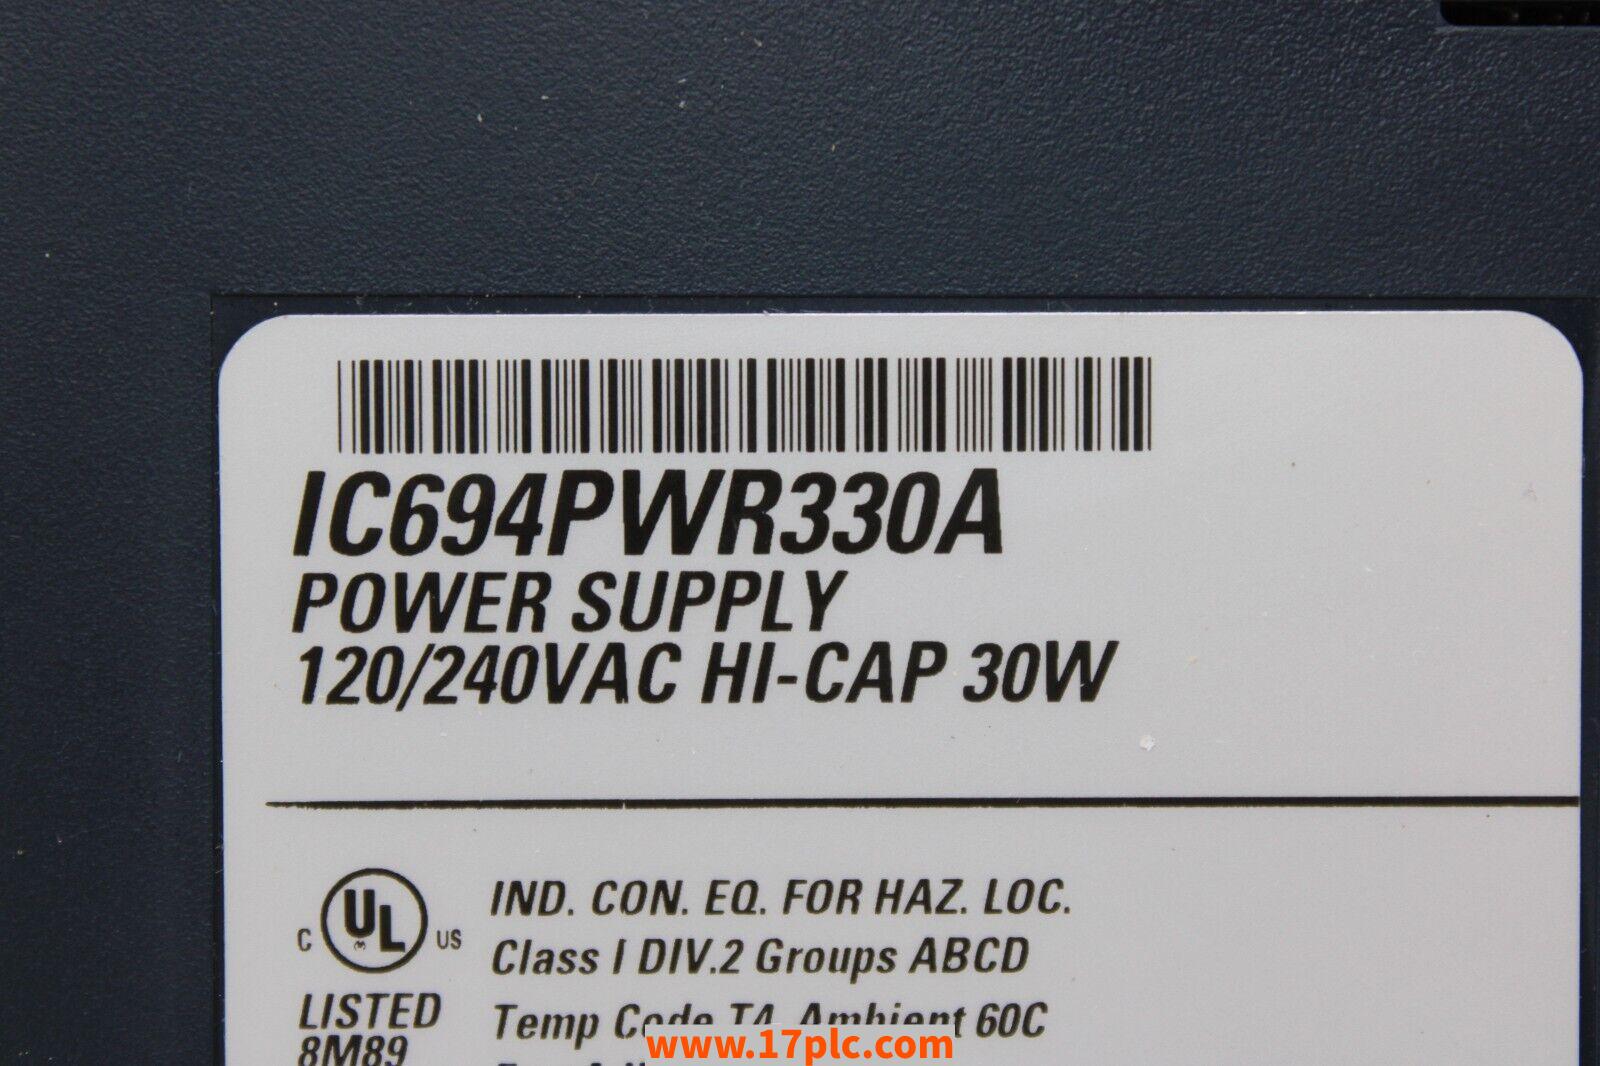 IC694PWR330A
POWER SUPPLY
120/240VAC HI-CAP 30W
C UL US
IND. CON. EQ. FOR HAZ. LOC.
Class I DIV.2 Groups ABCD
LISTED
Temp Code T4 Ambient 60C
8M89
www.17plc.com